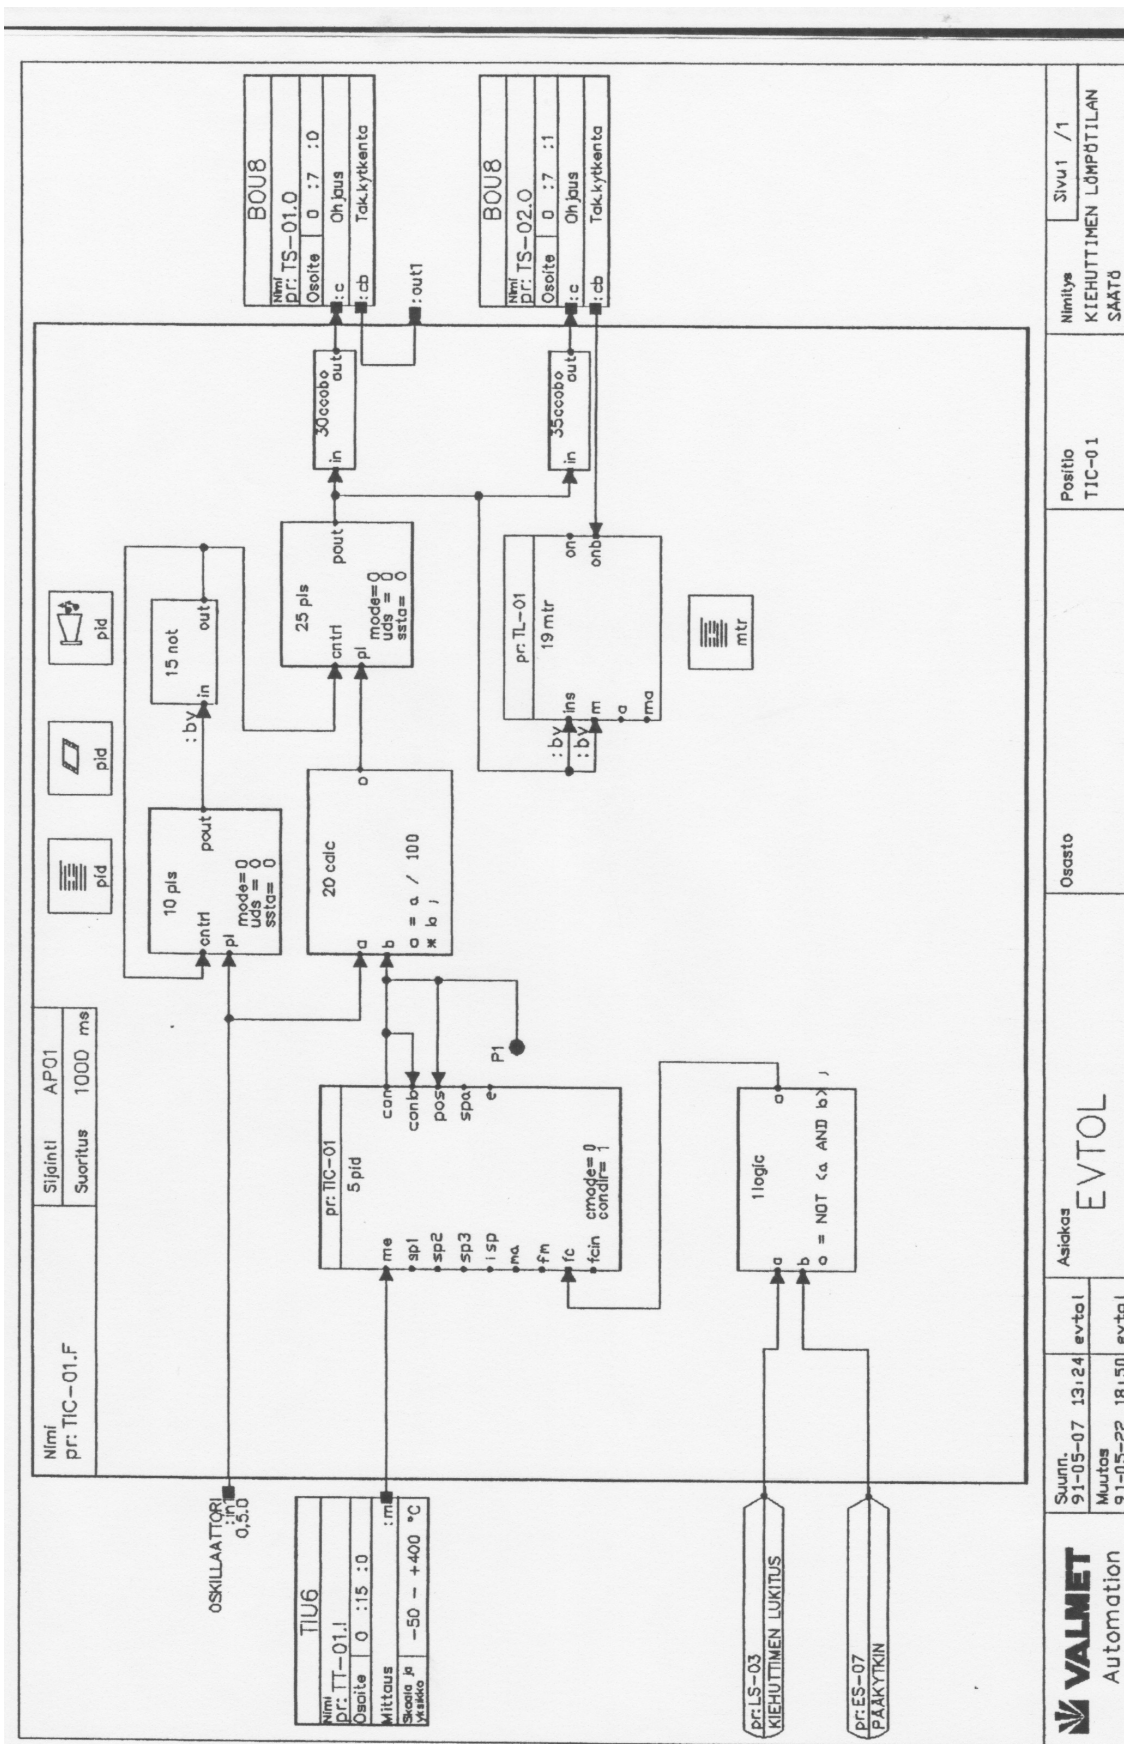 Nimi
pr: TIC-01.F
Sijainti AP01
Suoritus 1000 ms
pid
pid
pid
OSKILLAATTORI
:in
0,5.0
10 pls
cntrl
pl
pout
mode=0
uds = 0
ssta= 0
:by
15 not
in
out
TIU6
Nimi
pr: TT-01.I
Osoite 0 :15 :0
Mittaus :m
Skaala ja
yksikko
-50 - +400 °C
pr: TIC-01
5 pid
me
sp1
sp2
sp3
isp
ma
fm
fc
fcin
con
conb
pos
spa
e
cmode= 0
condir= 1
P1
20 calc
a
b
o
o = a / 100
* b ;
25 pls
cntrl
pl
pout
mode=0
uds = 0
ssta= 0
30ccobo
in
out
BOU8
Nimi
pr: TS-01.O
Osoite 0 :7 :0
:c Ohjaus
:cb Tak.kytkenta
:out1
35ccobo
in
out
BOU8
Nimi
pr: TS-02.O
Osoite 0 :7 :1
:c Ohjaus
:cb Tak.kytkenta
pr: TL-01
19 mtr
:by
:by
ins
m
a
ma
on
onb
mtr
pr:LS-03
KIEHUTTIMEN LUKITUS
pr:ES-07
PÄÄKYTKIN
1logic
a
b
o
o = NOT (a AND b) ;
VALMET
Automation
Suunn.
91-05-07 13:24 evtol
Muutos
91-05-22 18:50 evtol
Asiakas
EVTOL
Osasto
Positio
TIC-01
Nimitys
KIEHUTTIMEN LÄMPÖTILAN
SÄÄTÖ
Sivu1 /1